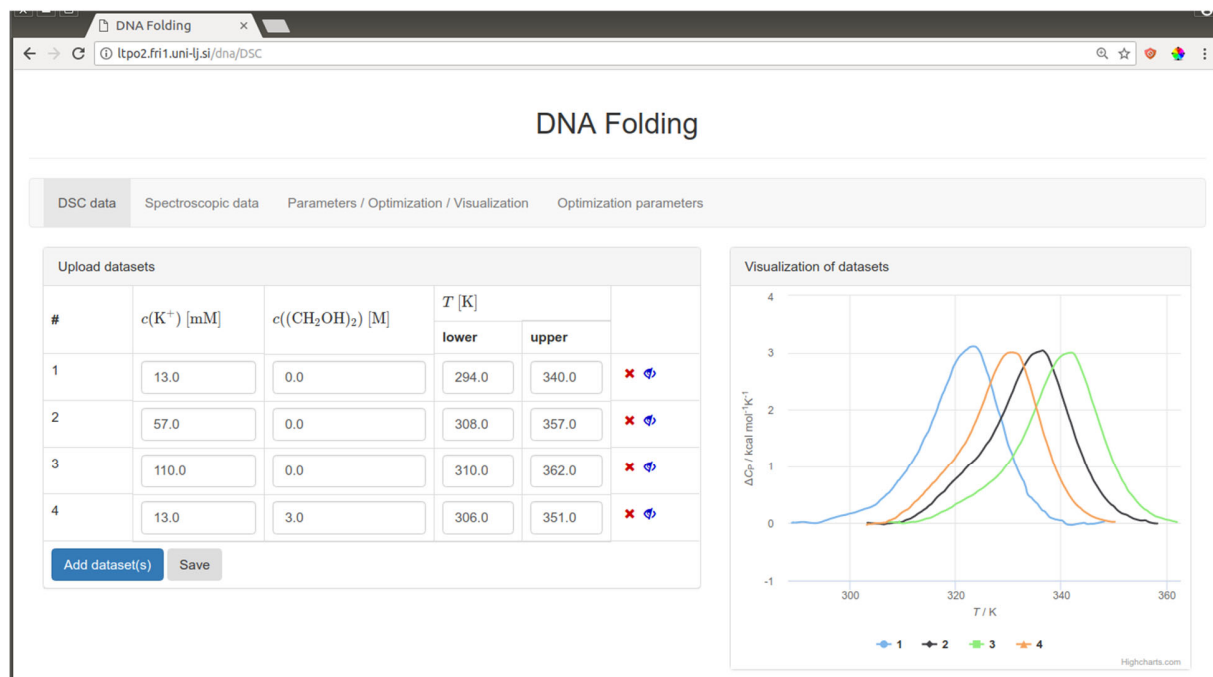 DNA Folding
ltpo2.fri1.uni-lj.si/dna/DSC
DNA Folding
DSC data Spectroscopic data Parameters / Optimization / Visualization Optimization parameters
Upload datasets
# c(K⁺) [mM] c((CH₂OH)₂) [M] T [K]
lower upper
1 13.0 0.0 294.0 340.0
2 57.0 0.0 308.0 357.0
3 110.0 0.0 310.0 362.0
4 13.0 3.0 306.0 351.0
Add dataset(s) Save
Visualization of datasets
4
3
2
1
0
-1
ΔCₚ / kcal mol⁻¹K⁻¹
300 320 340 360
T / K
1 2 3 4
Highcharts.com